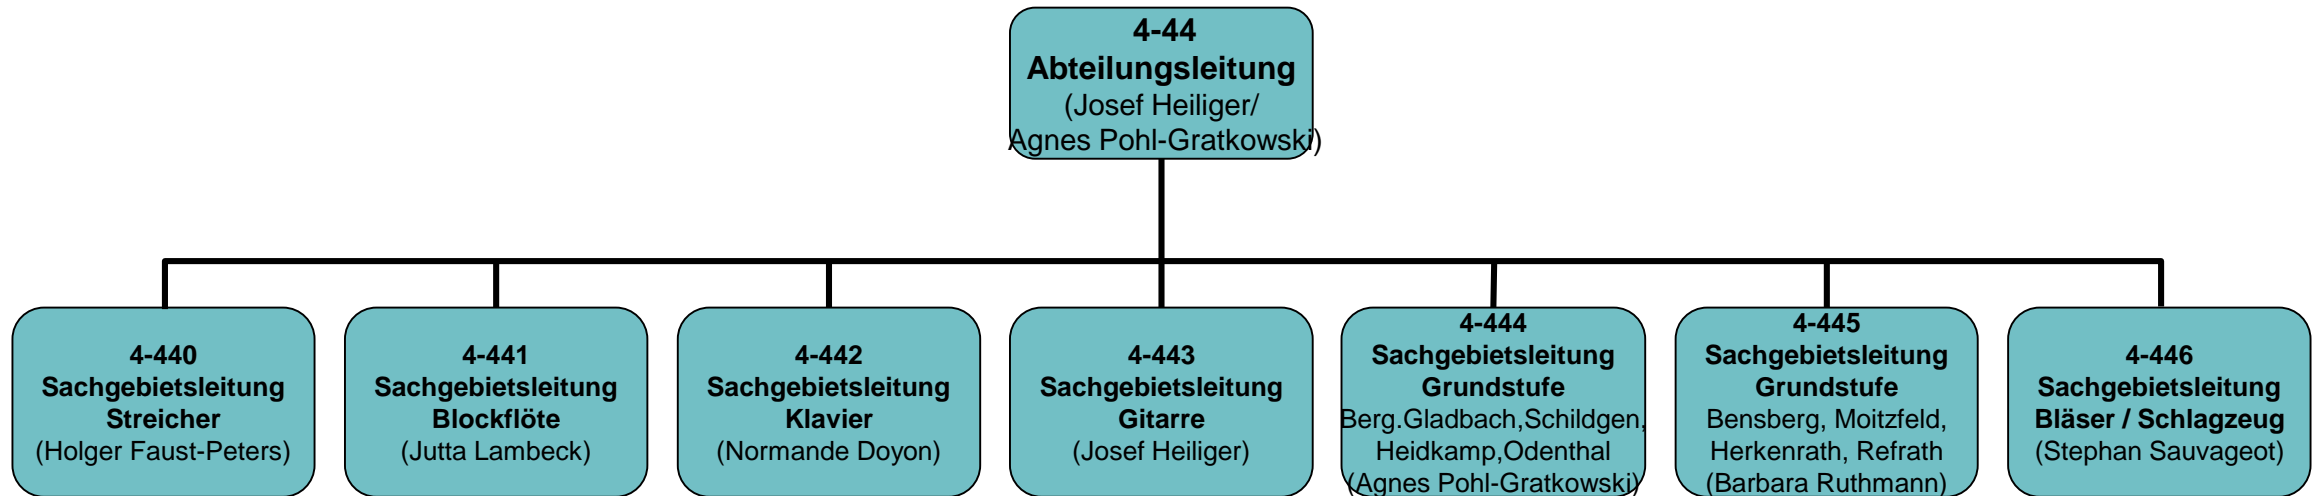 4-44
Abteilungsleitung
(Josef Heiliger/
Agnes Pohl-Gratkowski)
4-440
Sachgebietsleitung
Streicher
(Holger Faust-Peters)
4-441
Sachgebietsleitung
Blockflöte
(Jutta Lambeck)
4-442
Sachgebietsleitung
Klavier
(Normande Doyon)
4-443
Sachgebietsleitung
Gitarre
(Josef Heiliger)
4-444
Sachgebietsleitung
Grundstufe
Berg.Gladbach,Schildgen,
Heidkamp,Odenthal
(Agnes Pohl-Gratkowski)
4-445
Sachgebietsleitung
Grundstufe
Bensberg, Moitzfeld,
Herkenrath, Refrath
(Barbara Ruthmann)
4-446
Sachgebietsleitung
Bläser / Schlagzeug
(Stephan Sauvageot)